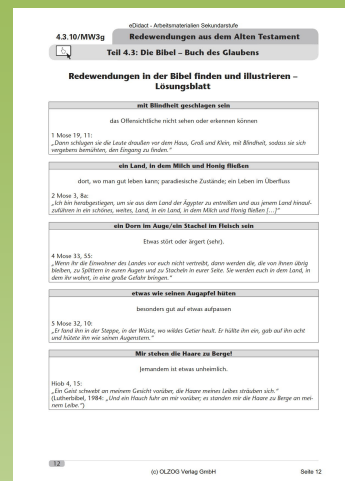 eDidact - Arbeitsmaterialien Sekundarstufe
4.3.10/MW3g
Redewendungen aus dem Alten Testament
Teil 4.3: Die Bibel – Buch des Glaubens
Redewendungen in der Bibel finden und illustrieren –
Lösungsblatt
mit Blindheit geschlagen sein
das Offensichtliche nicht sehen oder erkennen können
1 Mose 19, 11:
„Dann schlugen sie die Leute draußen vor dem Haus, Groß und Klein, mit Blindheit, sodass sie sich
vergebens bemühten, den Eingang zu finden.“
ein Land, in dem Milch und Honig fließen
dort, wo man gut leben kann; paradiesische Zustände; ein Leben im Überfluss
2 Mose 3, 8a:
„Ich bin herabgestiegen, um sie aus dem Land der Ägypter zu entreißen und aus jenem Land hinauf-
zuführen in ein schönes, weites, Land, in ein Land, in dem Milch und Honig fließen [...]“
ein Dorn im Auge/ein Stachel im Fleisch sein
Etwas stört oder ärgert (sehr).
4 Mose 33, 55:
„Wenn ihr die Einwohner des Landes vor euch nicht vertreibt, dann werden die, die von ihnen übrig
bleiben, zu Splittern in euren Augen und zu Stacheln in eurer Seite. Sie werden euch in dem Land, in
dem ihr wohnt, in eine große Gefahr bringen.“
etwas wie seinen Augapfel hüten
besonders gut auf etwas aufpassen
5 Mose 32, 10:
„Er fand ihn in der Steppe, in der Wüste, wo wildes Getier heult. Er hüllte ihn ein, gab auf ihn acht
und hütete ihn wie seinen Augenstern.“
Mir stehen die Haare zu Berge!
Jemandem ist etwas unheimlich.
Hiob 4, 15:
„Ein Geist schwebt an meinem Gesicht vorüber, die Haare meines Leibes sträuben sich.“
(Lutherbibel, 1984: „Und ein Hauch fuhr an mir vorüber; es standen mir die Haare zu Berge an mei-
nem Leibe.“)
12
(c) OLZOG Verlag GmbH
Seite 12